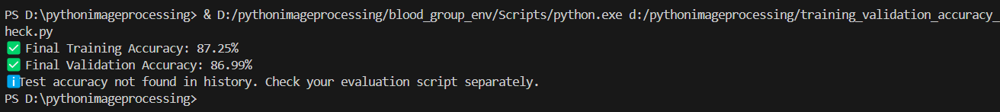 PS D:\pythonimageprocessing> & D:/pythonimageprocessing/blood_group_env/Scripts/python.exe d:/pythonimageprocessing/training_validation_accuracy_
heck.py
✅ Final Training Accuracy: 87.25%
✅ Final Validation Accuracy: 86.99%
ℹ️Test accuracy not found in history. Check your evaluation script separately.
PS D:\pythonimageprocessing>